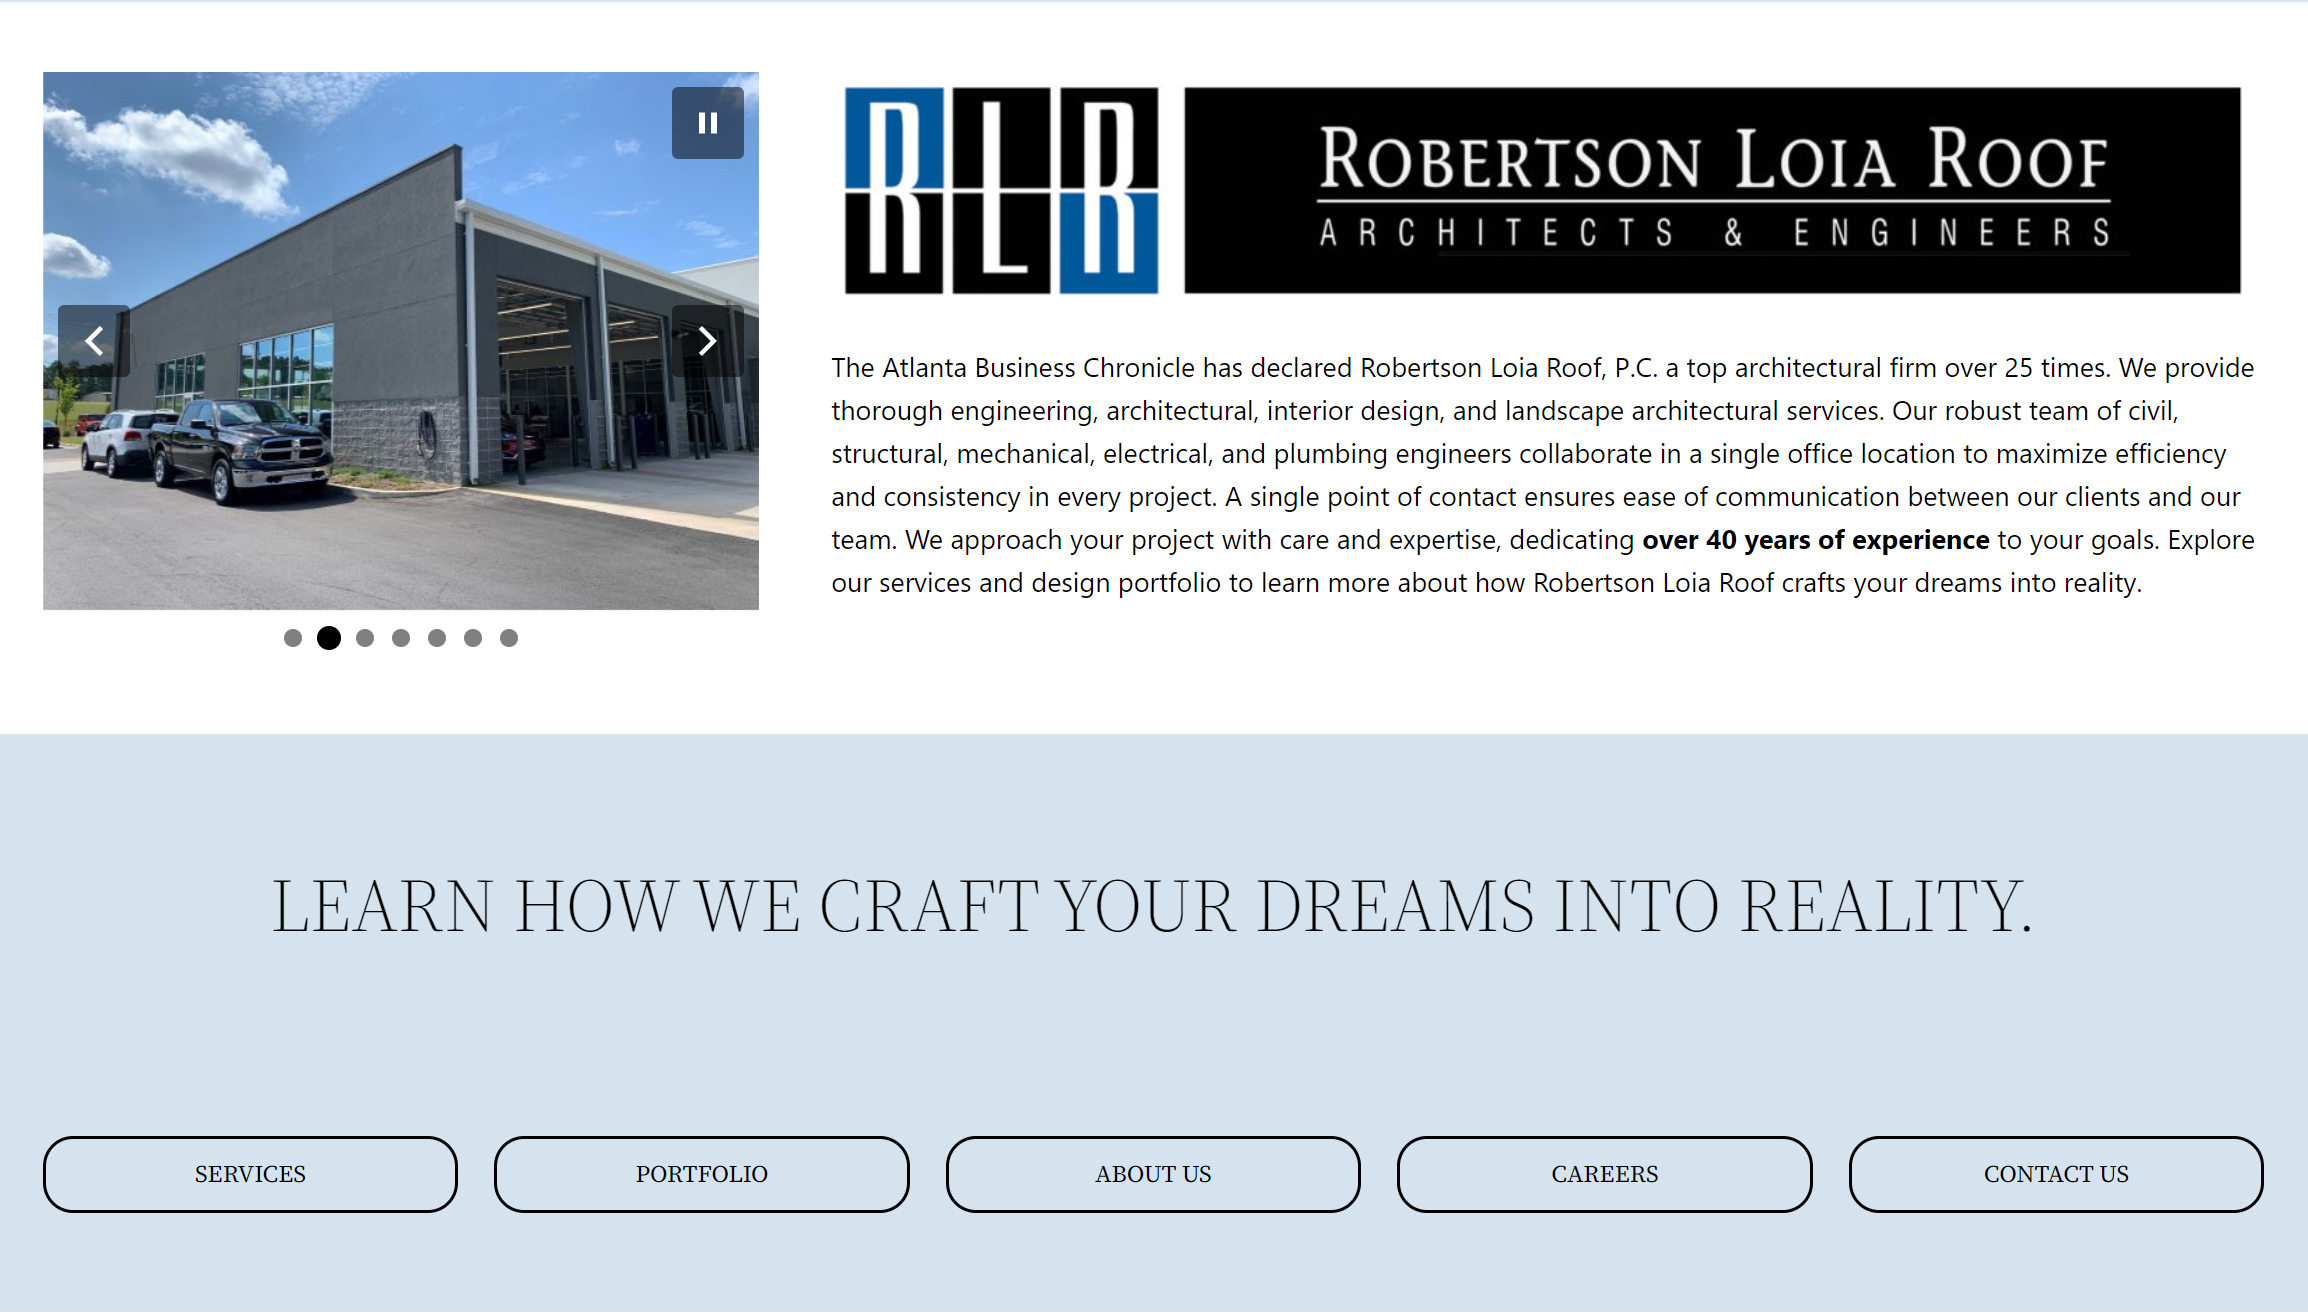 RLR
ROBERTSON LOIA ROOF
ARCHITECTS & ENGINEERS
The Atlanta Business Chronicle has declared Robertson Loia Roof, P.C. a top architectural firm over 25 times. We provide
thorough engineering, architectural, interior design, and landscape architectural services. Our robust team of civil,
structural, mechanical, electrical, and plumbing engineers collaborate in a single office location to maximize efficiency
and consistency in every project. A single point of contact ensures ease of communication between our clients and our
team. We approach your project with care and expertise, dedicating over 40 years of experience to your goals. Explore
our services and design portfolio to learn more about how Robertson Loia Roof crafts your dreams into reality.
LEARN HOW WE CRAFT YOUR DREAMS INTO REALITY.
SERVICES
PORTFOLIO
ABOUT US
CAREERS
CONTACT US